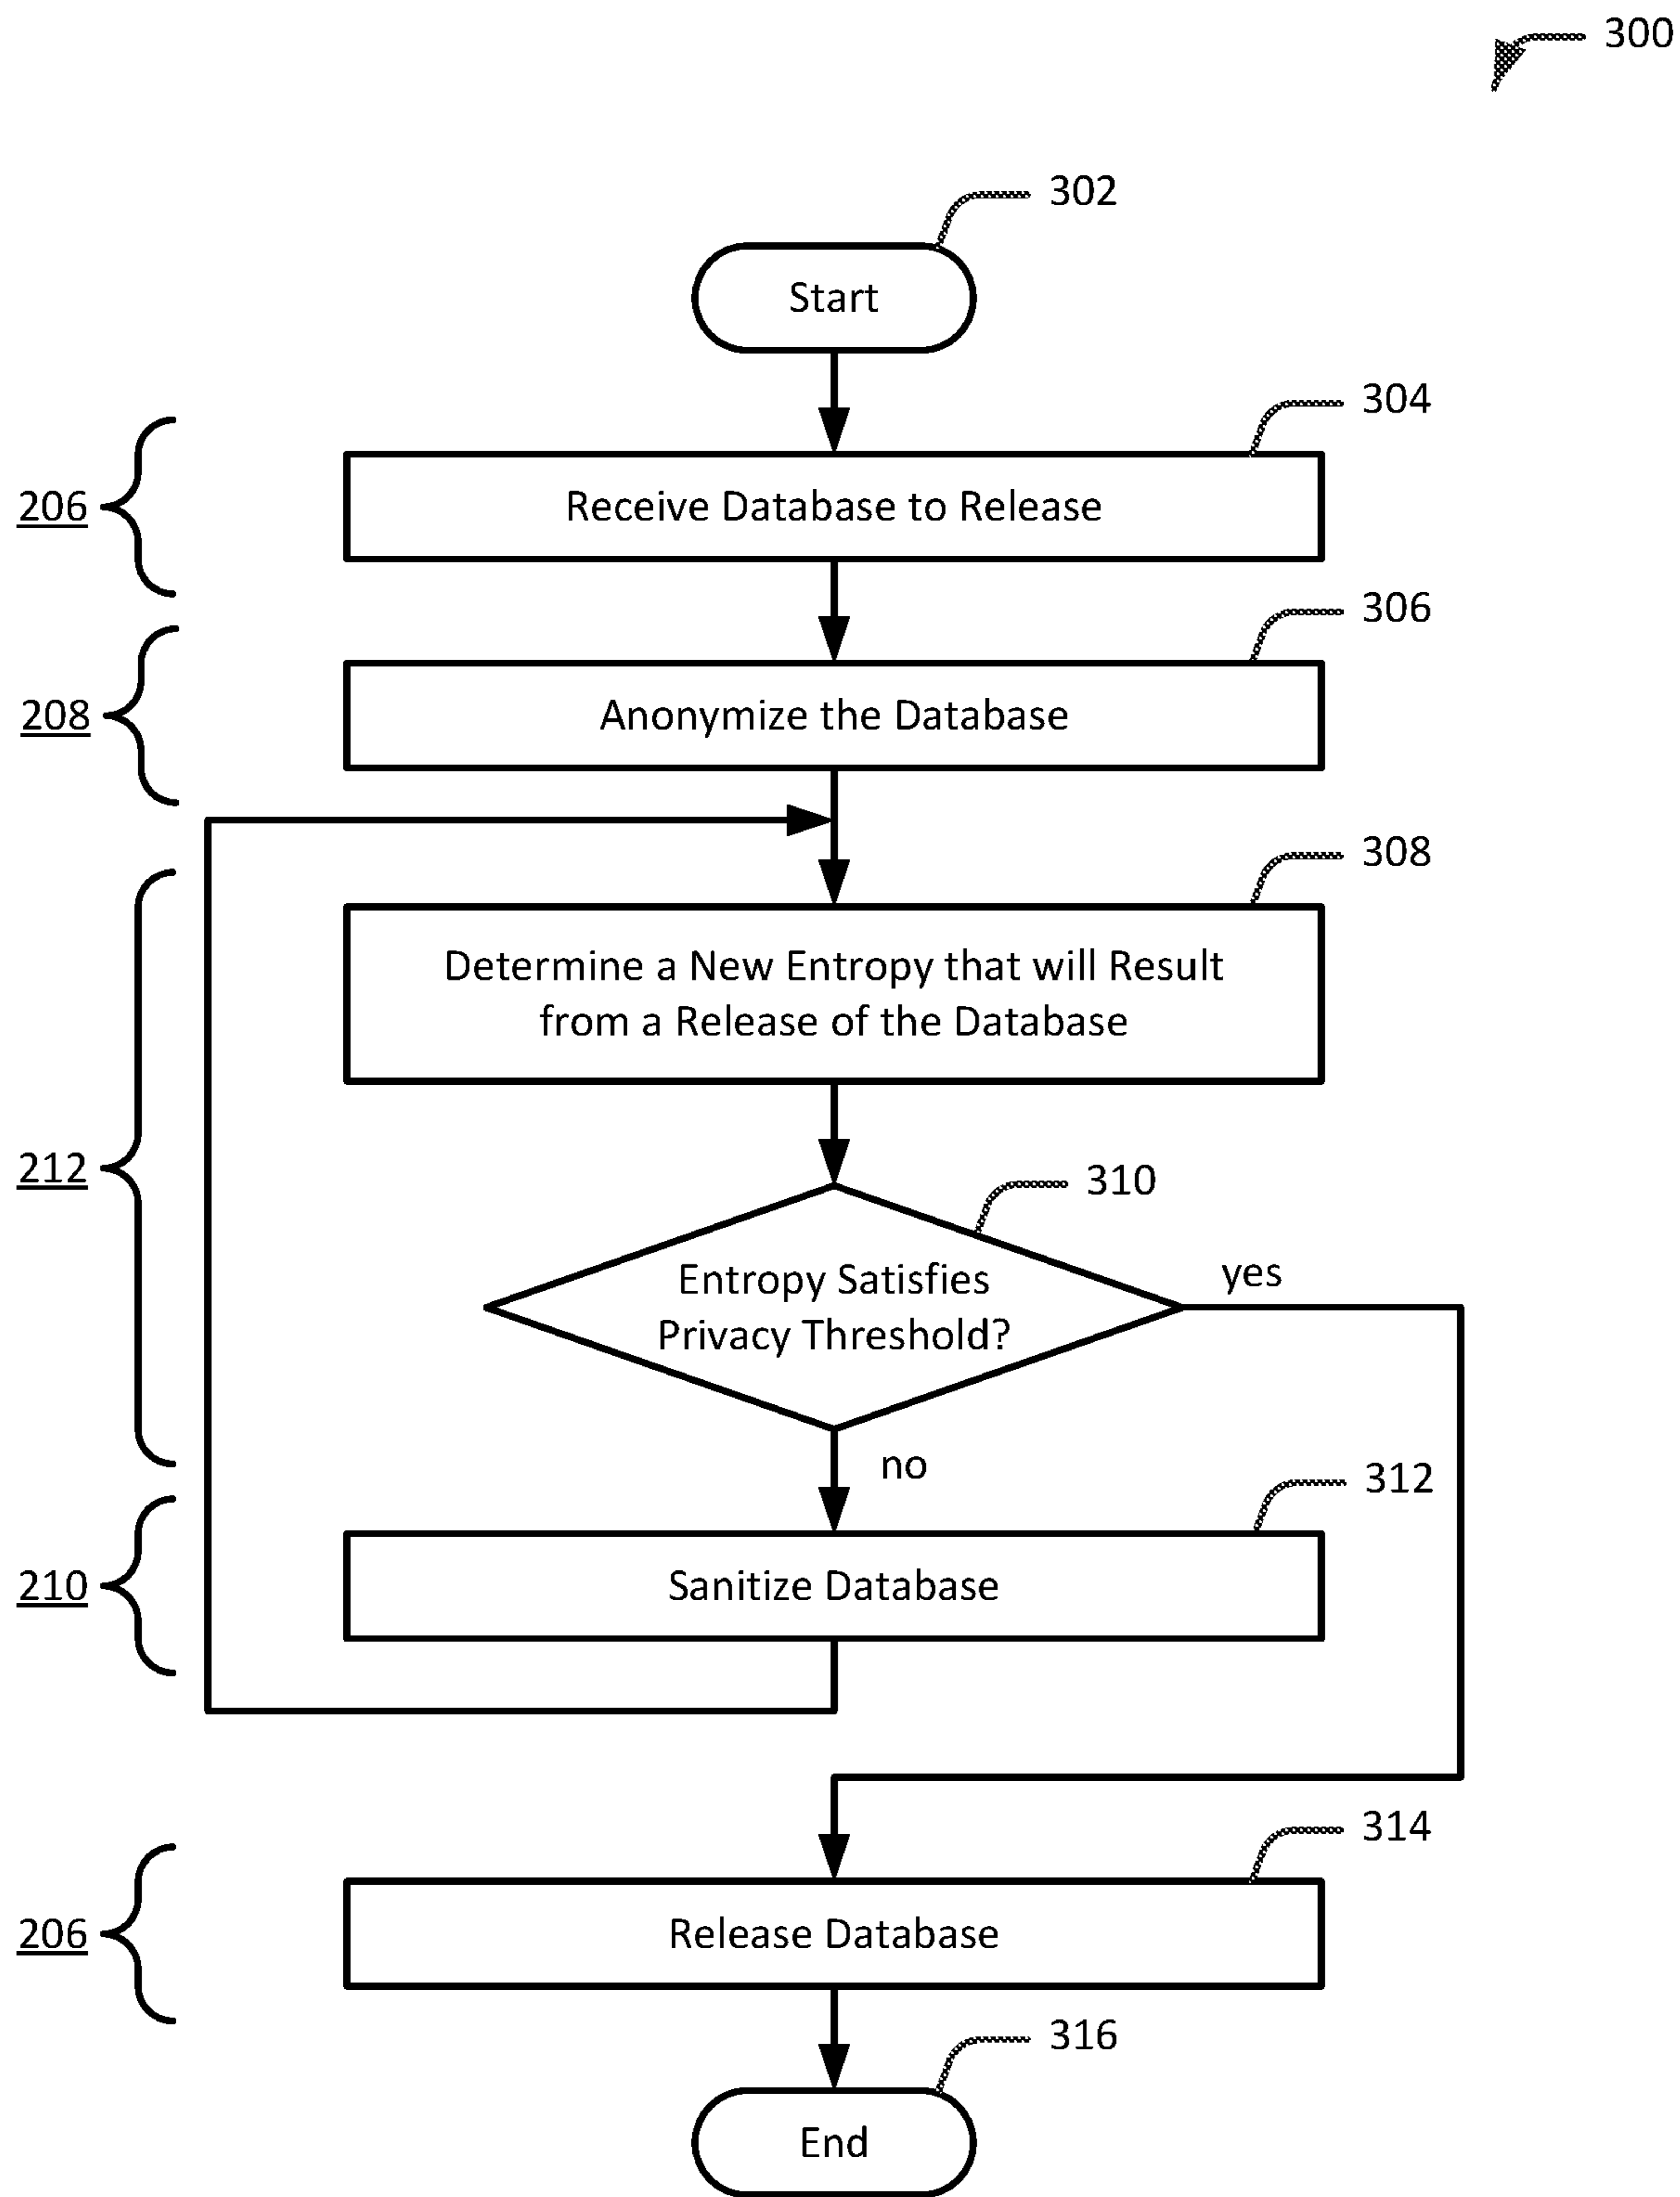 300
302
Start
304
206
Receive Database to Release
306
208
Anonymize the Database
308
Determine a New Entropy that will Result
from a Release of the Database
212
310
Entropy Satisfies
Privacy Threshold?
yes
no
312
210
Sanitize Database
314
206
Release Database
316
End